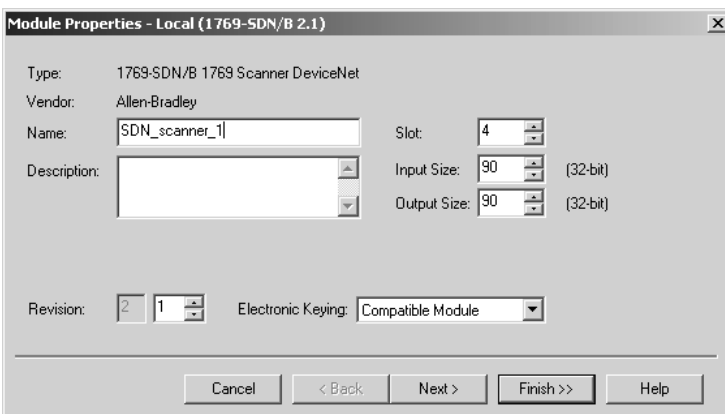 Module Properties - Local (1769-SDN/B 2.1)
Type: 1769-SDN/B 1769 Scanner DeviceNet
Vendor: Allen-Bradley
Name: SDN_scanner_1 Slot: 4
Description: Input Size: 90 (32-bit)
Output Size: 90 (32-bit)
Revision: 2 1 Electronic Keying: Compatible Module
Cancel < Back Next > Finish >> Help